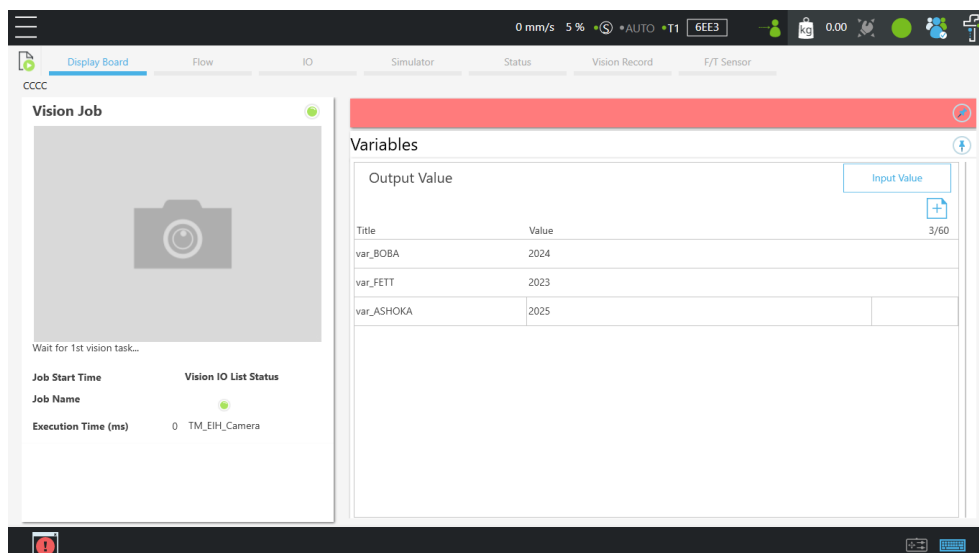 0 mm/s 5 % S AUTO T1 6EE3 kg 0.00
Display Board Flow IO Simulator Status Vision Record F/T Sensor
CCCC
Vision Job
Wait for 1st vision task...
Job Start Time Vision IO List Status
Job Name
Execution Time (ms) 0 TM_EIH_Camera
Variables
Output Value Input Value
3/60
Title Value
var_BOBA 2024
var_FETT 2023
var_ASHOKA 2025